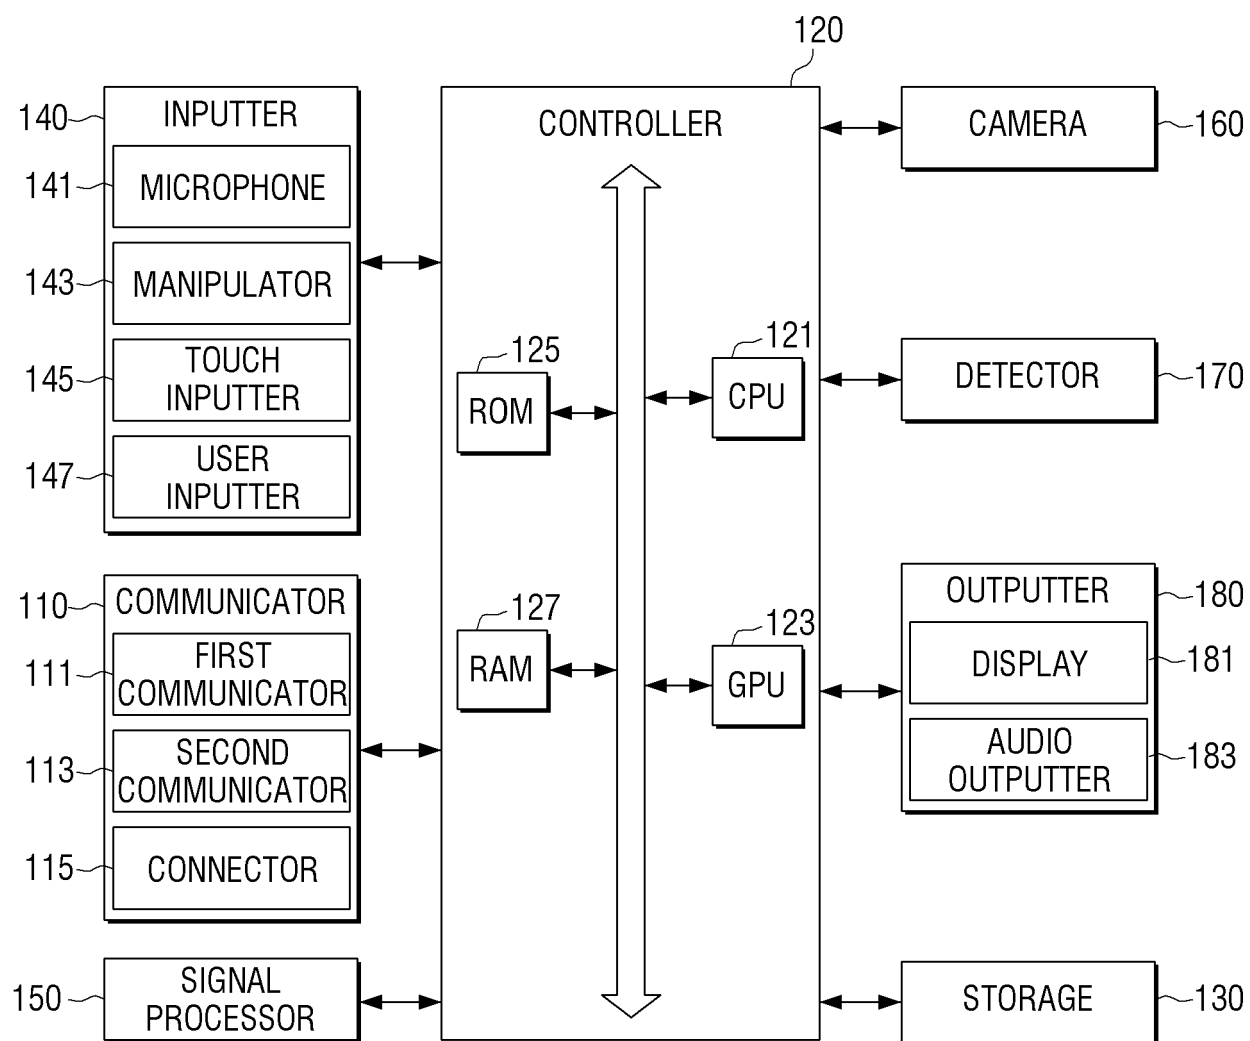 120
140
INPUTTER
141
MICROPHONE
143
MANIPULATOR
145
TOUCH
INPUTTER
147
USER
INPUTTER
110
COMMUNICATOR
111
FIRST
COMMUNICATOR
113
SECOND
COMMUNICATOR
115
CONNECTOR
150
SIGNAL
PROCESSOR
CONTROLLER
125
ROM
121
CPU
127
RAM
123
GPU
CAMERA
160
DETECTOR
170
OUTPUTTER
180
DISPLAY
181
AUDIO
OUTPUTTER
183
STORAGE
130